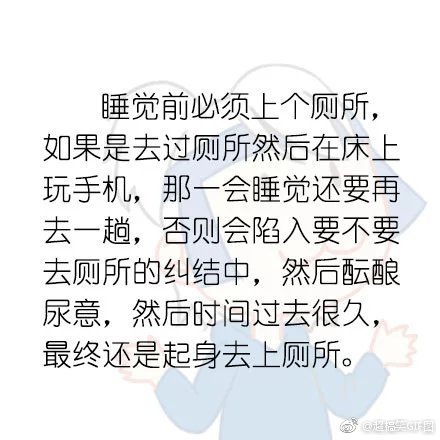 睡觉前必须上个厕所，
如果是去过厕所然后在床上
玩手机，那一会睡觉还要再
去一趟，否则会陷入要不要
去厕所的纠结中，然后酝酿
尿意，然后时间过去很久，
最终还是起身去上厕所。